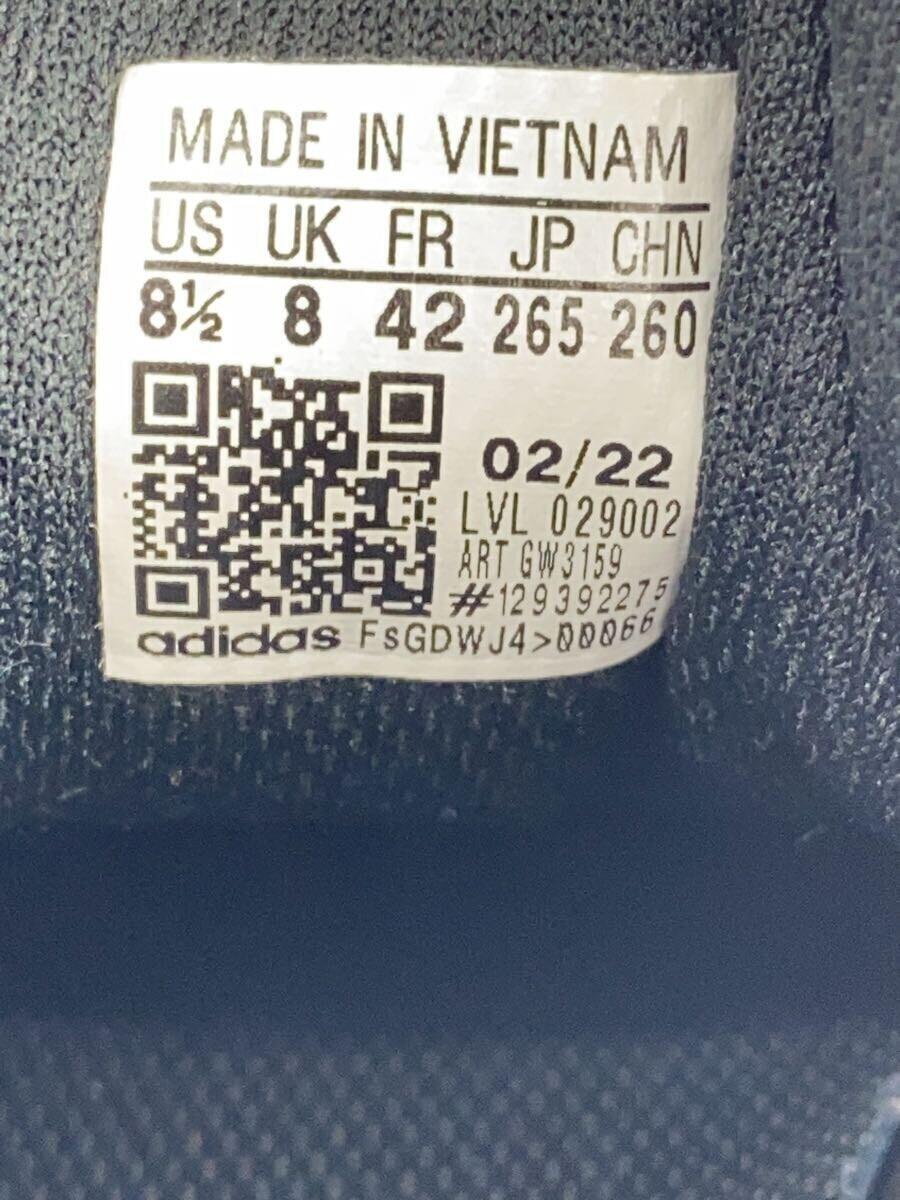 MADE IN VIETNAM
US UK FR JP CHN
8½ 8 42 265 260
02/22
LVL 029002
ART GW3159
#129392275
adidas FsGDWJ4>00066